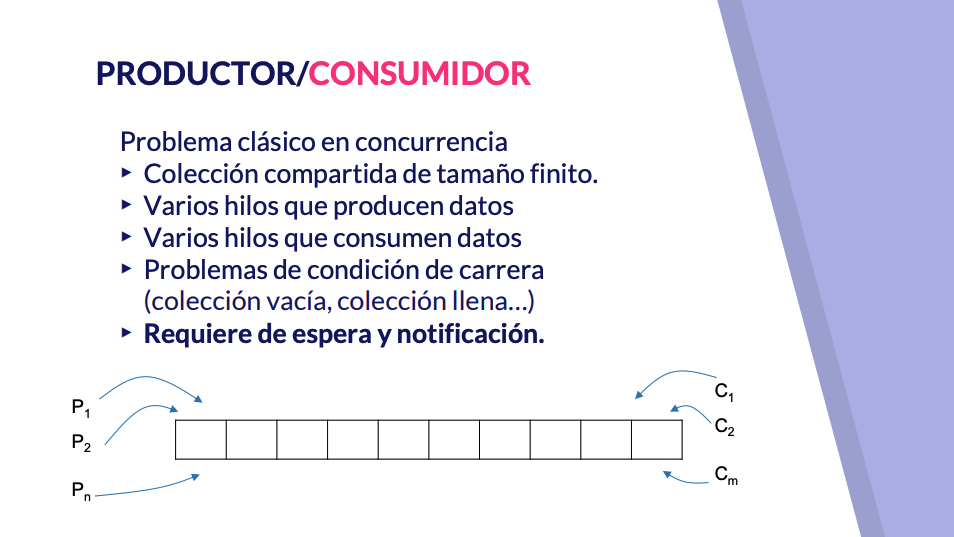 PRODUCTOR/CONSUMIDOR
Problema clásico en concurrencia
‣ Colección compartida de tamaño finito.
‣ Varios hilos que producen datos
‣ Varios hilos que consumen datos
‣ Problemas de condición de carrera
(colección vacía, colección llena…)
‣ Requiere de espera y notificación.
P1
P2
Pn
C1
C2
Cm